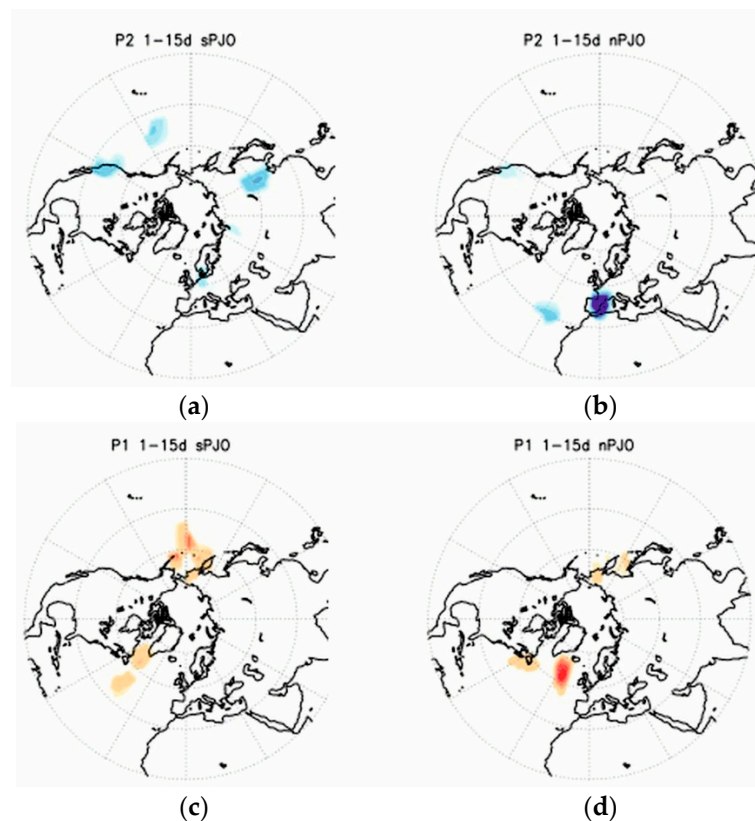 P2 1-15d sPJO
P2 1-15d nPJO
(a)
(b)
P1 1-15d sPJO
P1 1-15d nPJO
(c)
(d)